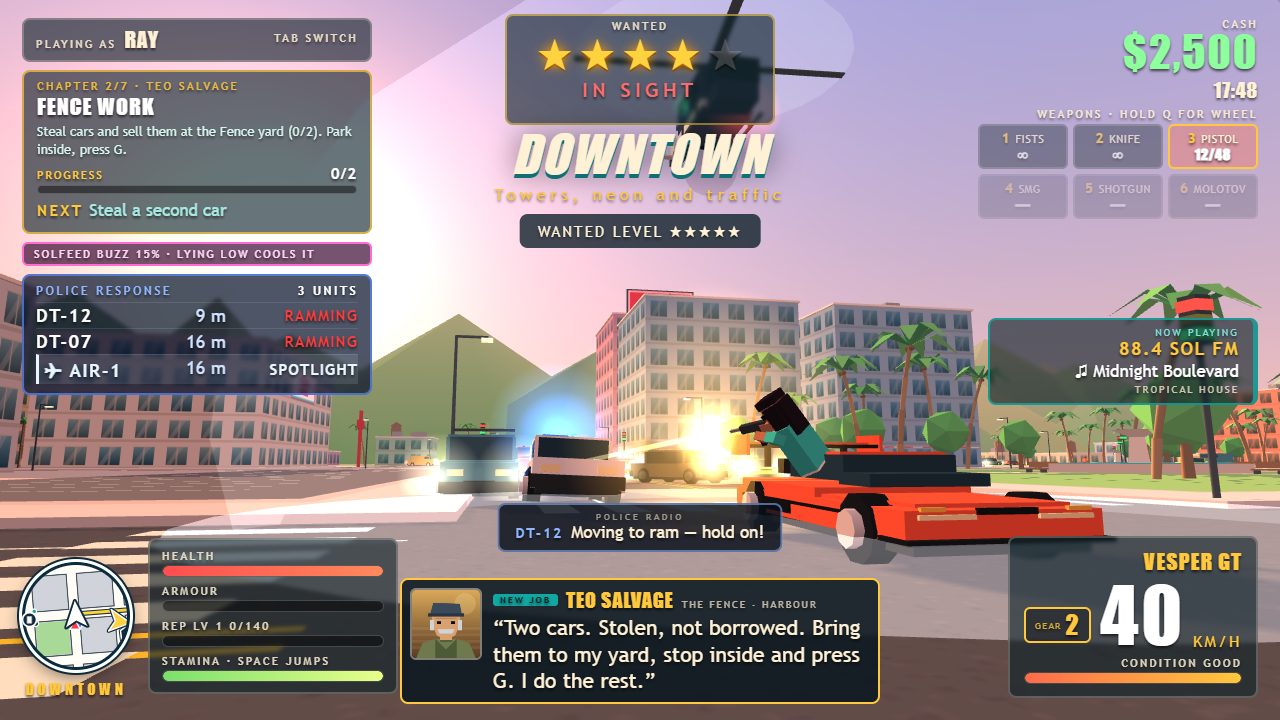 PLAYING AS RAY
TAB SWITCH
CHAPTER 2/7 · TEO SALVAGE
FENCE WORK
Steal cars and sell them at the Fence yard (0/2). Park
inside, press G.
PROGRESS 0/2
NEXT Steal a second car
SOLFEED BUZZ 15% · LYING LOW COOLS IT
POLICE RESPONSE 3 UNITS
DT-12 9 m RAMMING
DT-07 16 m RAMMING
AIR-1 16 m SPOTLIGHT
WANTED
★★★★★
IN SIGHT
DOWNTOWN
Towers, neon and traffic
WANTED LEVEL ★★★★★
CASH
$2,500
17:48
WEAPONS · HOLD Q FOR WHEEL
1 FISTS
∞
2 KNIFE
∞
3 PISTOL
12/48
4 SMG
—
5 SHOTGUN
—
6 MOLOTOV
—
NOW PLAYING
88.4 SOL FM
♫ Midnight Boulevard
TROPICAL HOUSE
POLICE RADIO
DT-12 Moving to ram — hold on!
DOWNTOWN
HEALTH
ARMOUR
REP LV 1 0/140
STAMINA · SPACE JUMPS
NEW JOB TEO SALVAGE THE FENCE · HARBOUR
“Two cars. Stolen, not borrowed. Bring
them to my yard, stop inside and press
G. I do the rest.”
VESPER GT
GEAR 2
40 KM/H
CONDITION GOOD